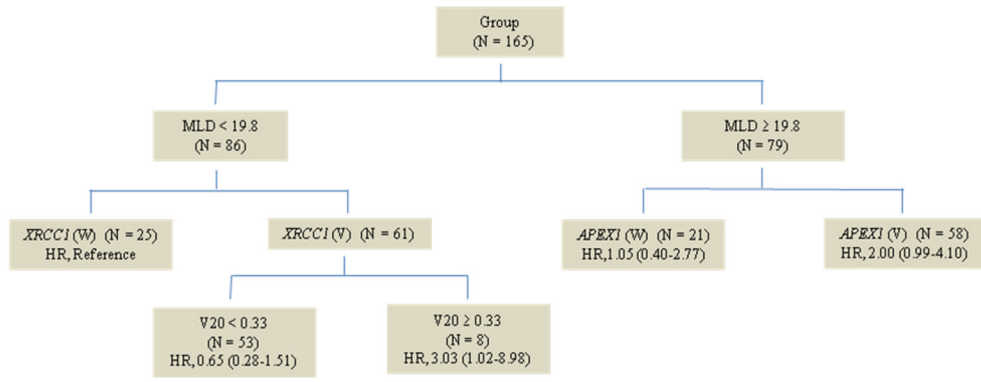 Group
(N = 165)
MLD < 19.8
(N = 86)
MLD ≥ 19.8
(N = 79)
XRCC1 (W) (N = 25)
HR, Reference
XRCC1 (V) (N = 61)
APEX1 (W) (N = 21)
HR,1.05 (0.40-2.77)
APEX1 (V) (N = 58)
HR,2.00 (0.99-4.10)
V20 < 0.33
(N = 53)
HR,0.65 (0.28-1.51)
V20 ≥ 0.33
(N = 8)
HR,3.03 (1.02-8.98)